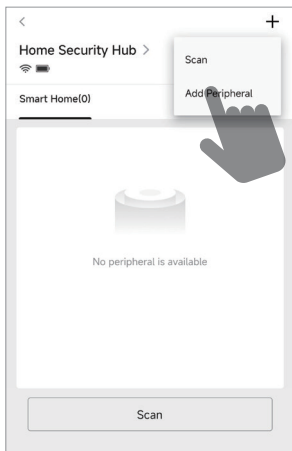 Home Security Hub >
Scan
Add Peripheral
Smart Home(0)
No peripheral is available
Scan